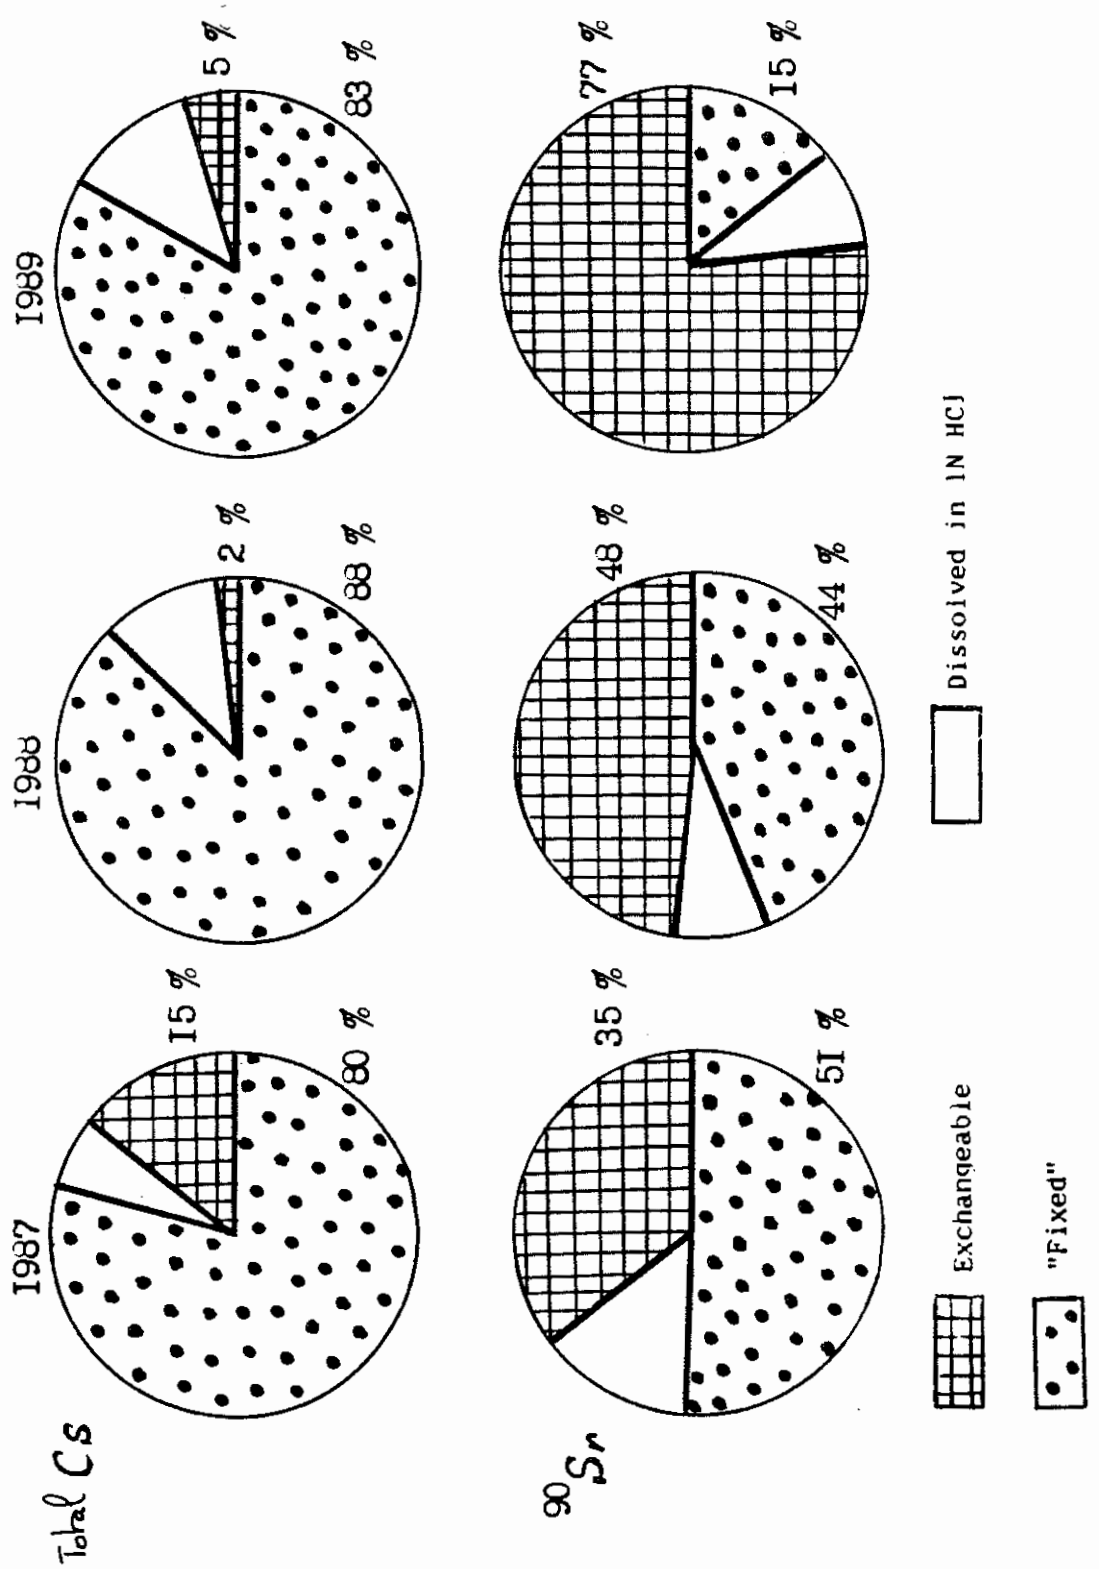 1987 1988 1989
Total Cs
15 % 2 % 5 %
80 % 88 % 83 %
90Sr
35 % 48 % 77 %
51 % 44 % 15 %
Exchangeable Dissolved in 1N HCl
"Fixed"